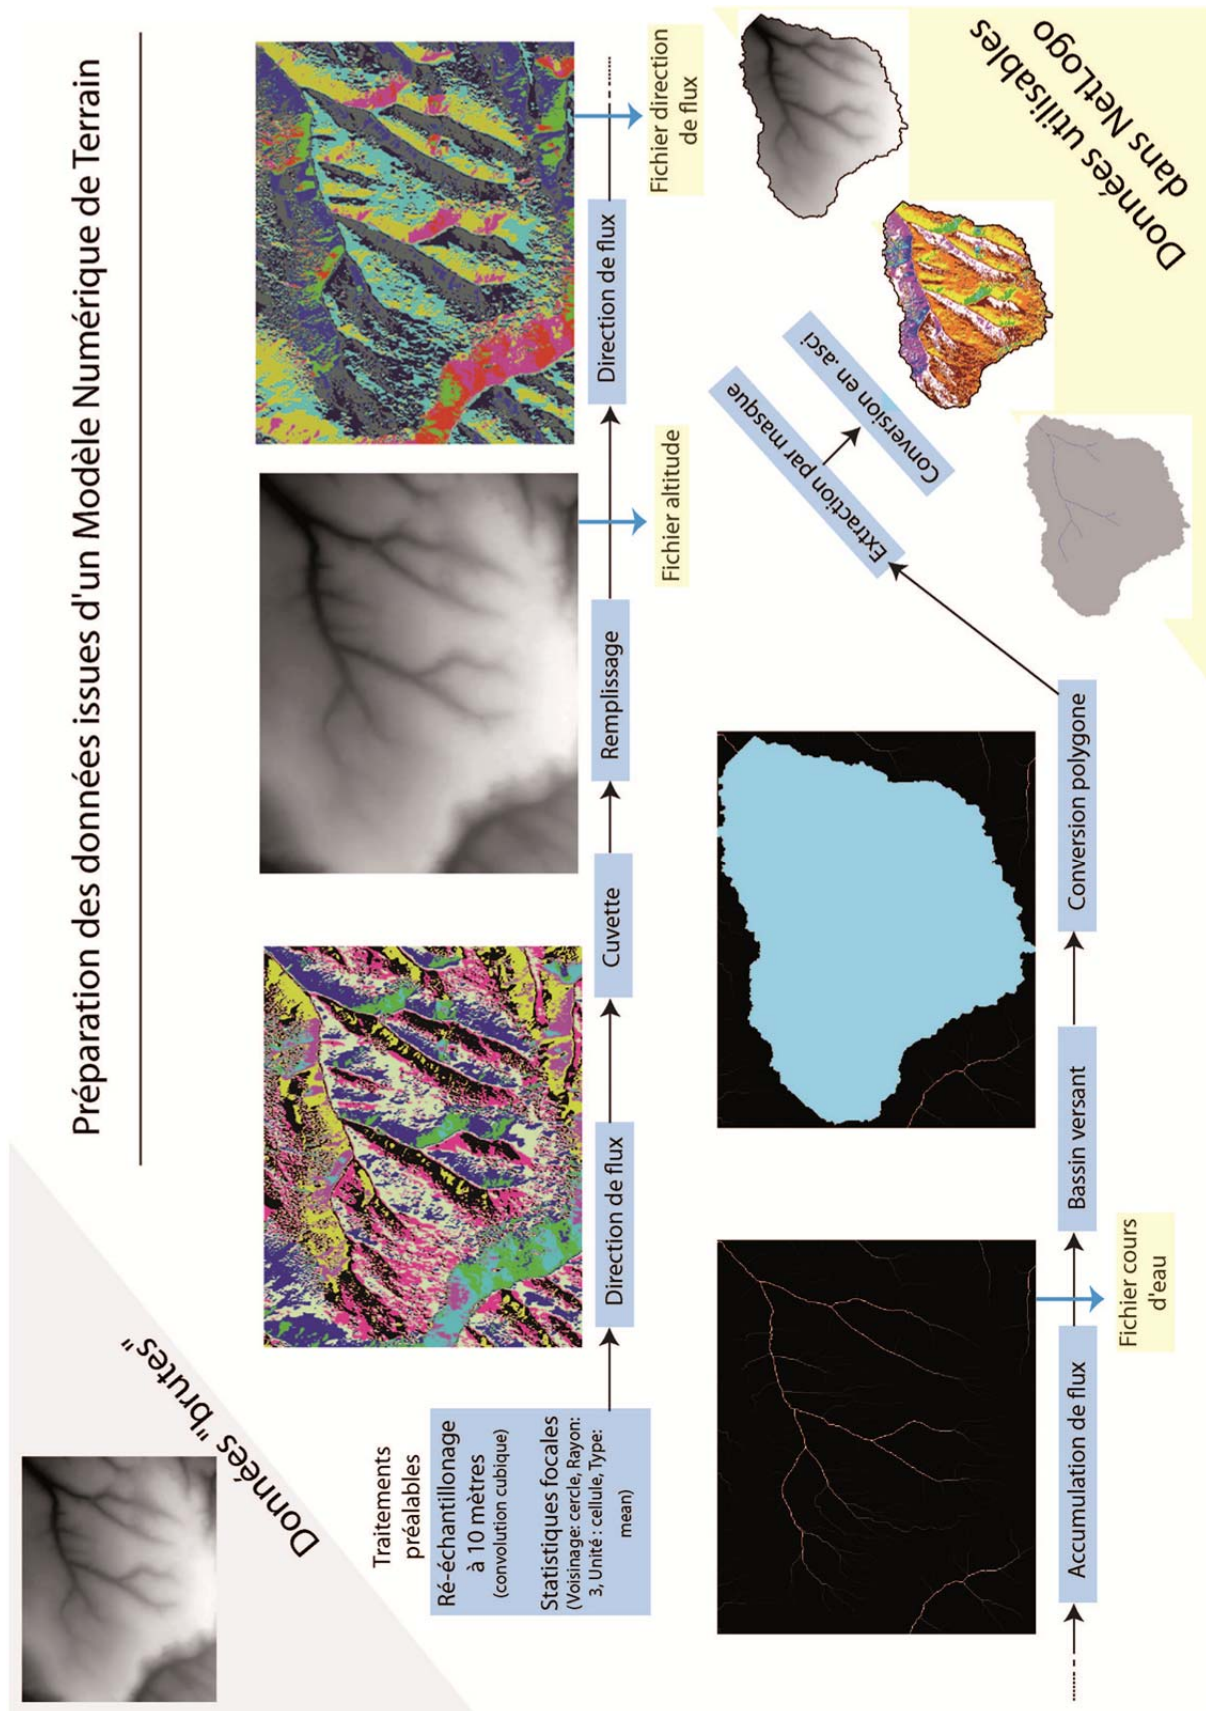 Préparation des données issues d'un Modèle Numérique de Terrain
Données "brutes"
Traitements
préalables
Ré-échantillonage
à 10 mètres
(convolution cubique)
Statistiques focales
(Voisinage: cercle, Rayon:
3, Unité : cellule, Type:
mean)
Direction de flux
Cuvette
Remplissage
Fichier altitude
Direction de flux
Fichier direction
de flux
Accumulation de flux
Fichier cours
d'eau
Bassin versant
Conversion polygone
Extraction par masque
Conversion en .asci
Données utilisables
dans NetLogo